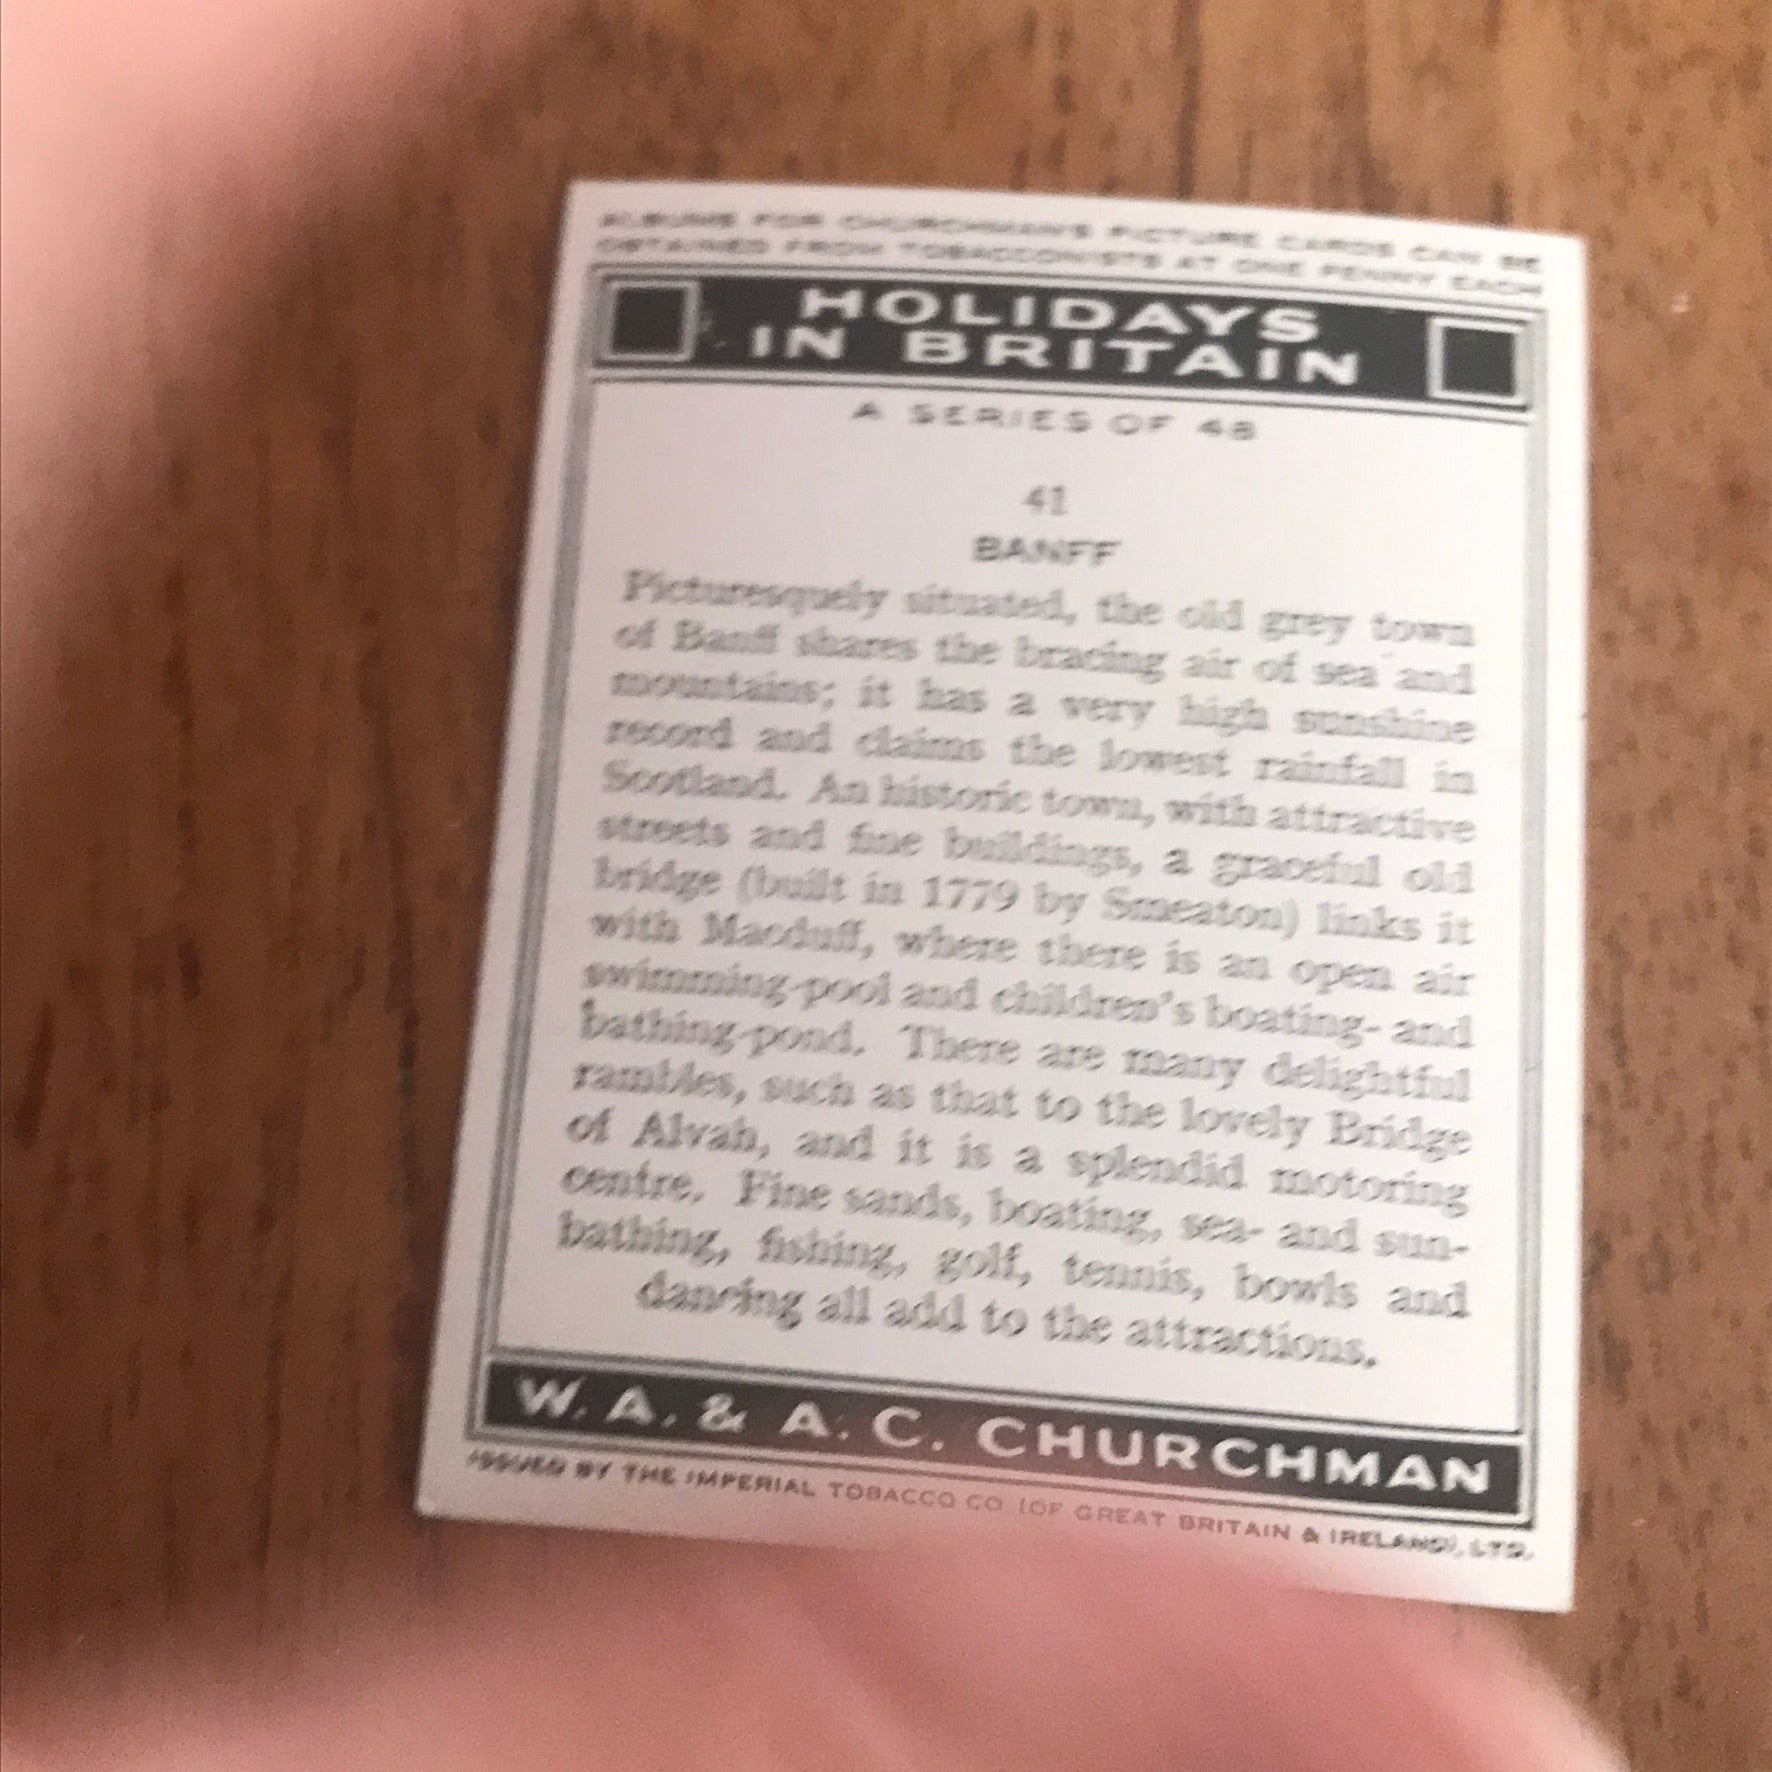 ALBUMS FOR CHURCHMAN'S PICTURE CARDS CAN BE
OBTAINED FROM TOBACCONISTS AT ONE PENNY EACH
HOLIDAYS
IN BRITAIN
A SERIES OF 48
41
BANFF
Picturesquely situated, the old grey town
of Banff shares the bracing air of sea and
mountains; it has a very high sunshine
record and claims the lowest rainfall in
Scotland. An historic town, with attractive
streets and fine buildings, a graceful old
bridge (built in 1779 by Smeaton) links it
with Macduff, where there is an open air
swimming-pool and children's boating- and
bathing-pond. There are many delightful
rambles, such as that to the lovely Bridge
of Alvah, and it is a splendid motoring
centre. Fine sands, boating, sea- and sun-
bathing, fishing, golf, tennis, bowls and
dancing all add to the attractions.
W. A. & A. C. CHURCHMAN
ISSUED BY THE IMPERIAL TOBACCO CO. (OF GREAT BRITAIN & IRELAND), LTD.